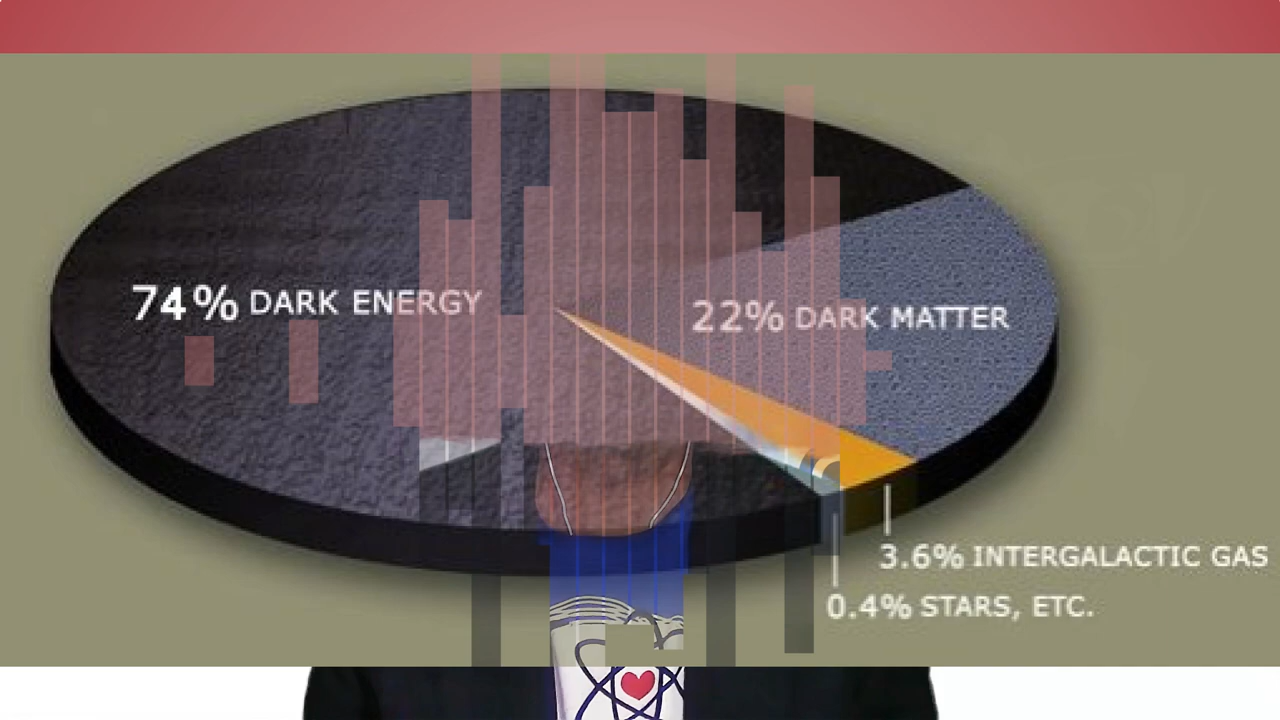 74% DARK ENERGY
22% DARK MATTER
3.6% INTERGALACTIC GAS
0.4% STARS, ETC.